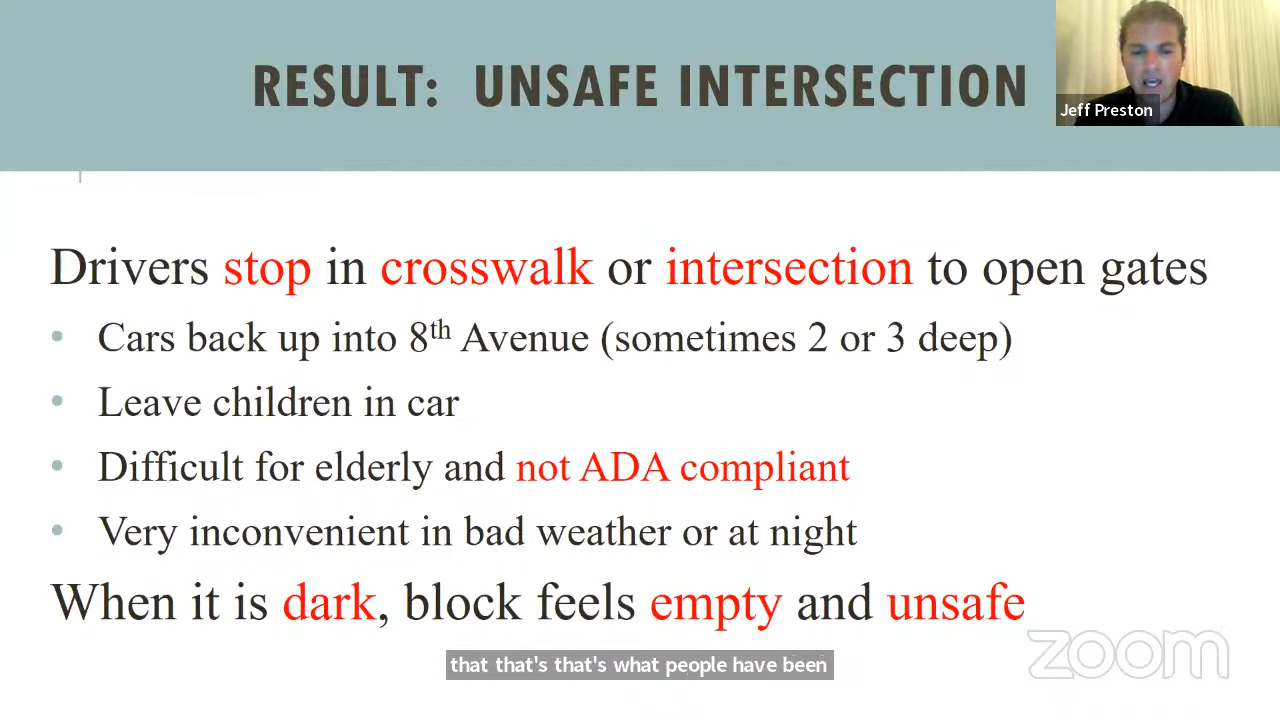 RESULT: UNSAFE INTERSECTION
Jeff Preston
Drivers stop in crosswalk or intersection to open gates
• Cars back up into 8th Avenue (sometimes 2 or 3 deep)
• Leave children in car
• Difficult for elderly and not ADA compliant
• Very inconvenient in bad weather or at night
When it is dark, block feels empty and unsafe
zoom
that that's that's what people have been